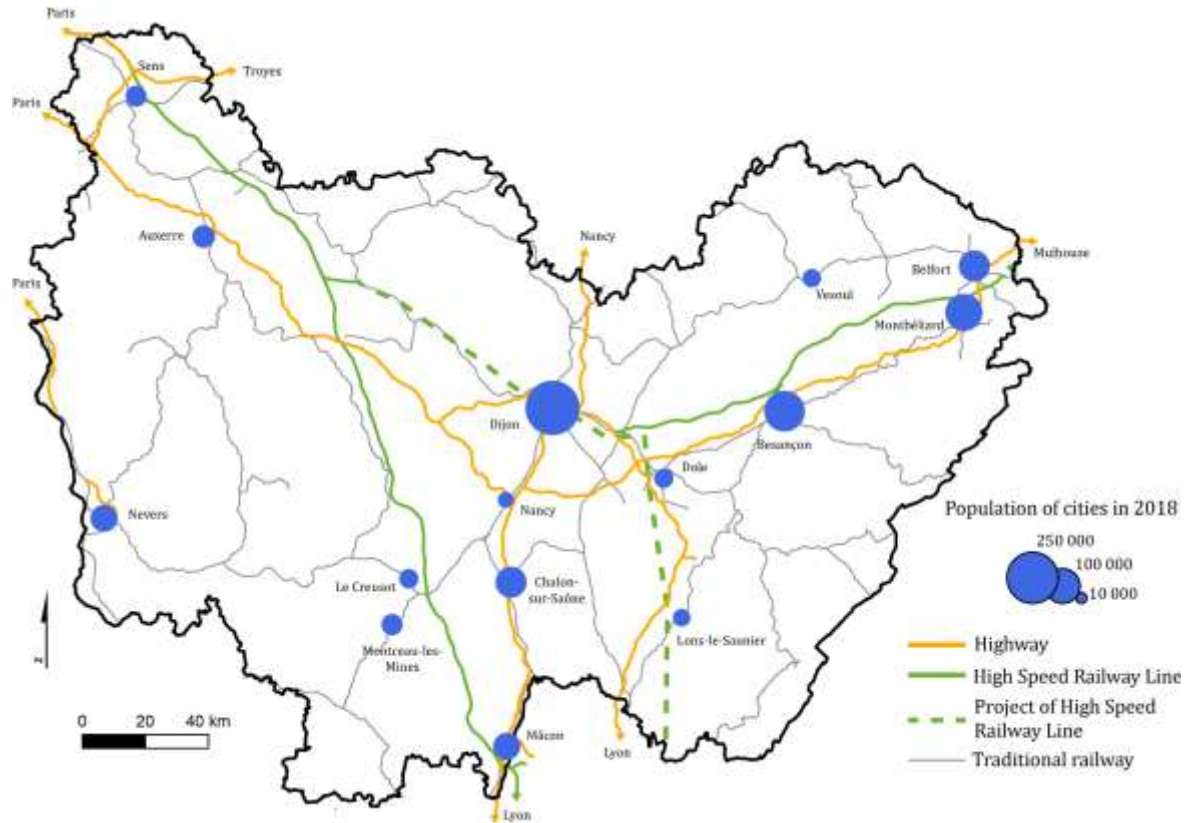 Paris
Sens
Troyes
Paris
Auxerre
Nancy
Mulhouze
Belfort
Paris
Vesoul
Montbéliard
Dijon
Besançon
Dole
Nevers
Nancy
Population of cities in 2018
250 000
100 000
10 000
Le Creusot
Chalon-
sur-Saône
Lons-le-Saunier
Montceau-les-
Mines
Highway
High Speed Railway Line
Project of High Speed
Railway Line
Traditional railway
z
0 20 40 km
Mâcon
Lyon
Lyon